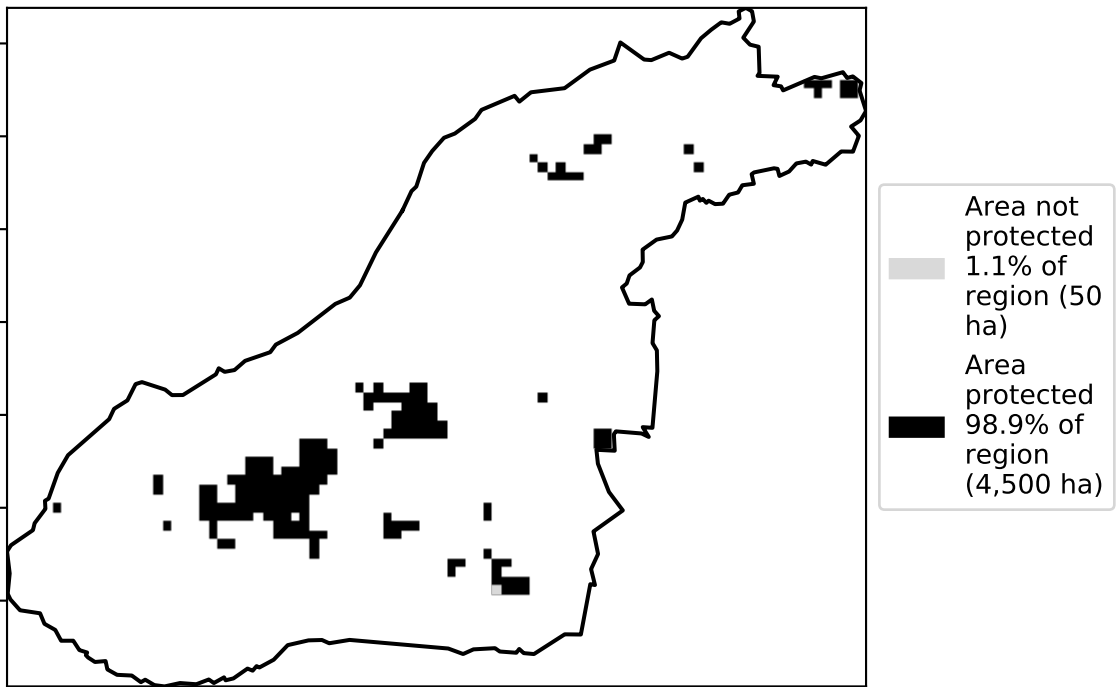 Area not
protected
1.1% of
region (50
ha)
Area
protected
98.9% of
region
(4,500 ha)